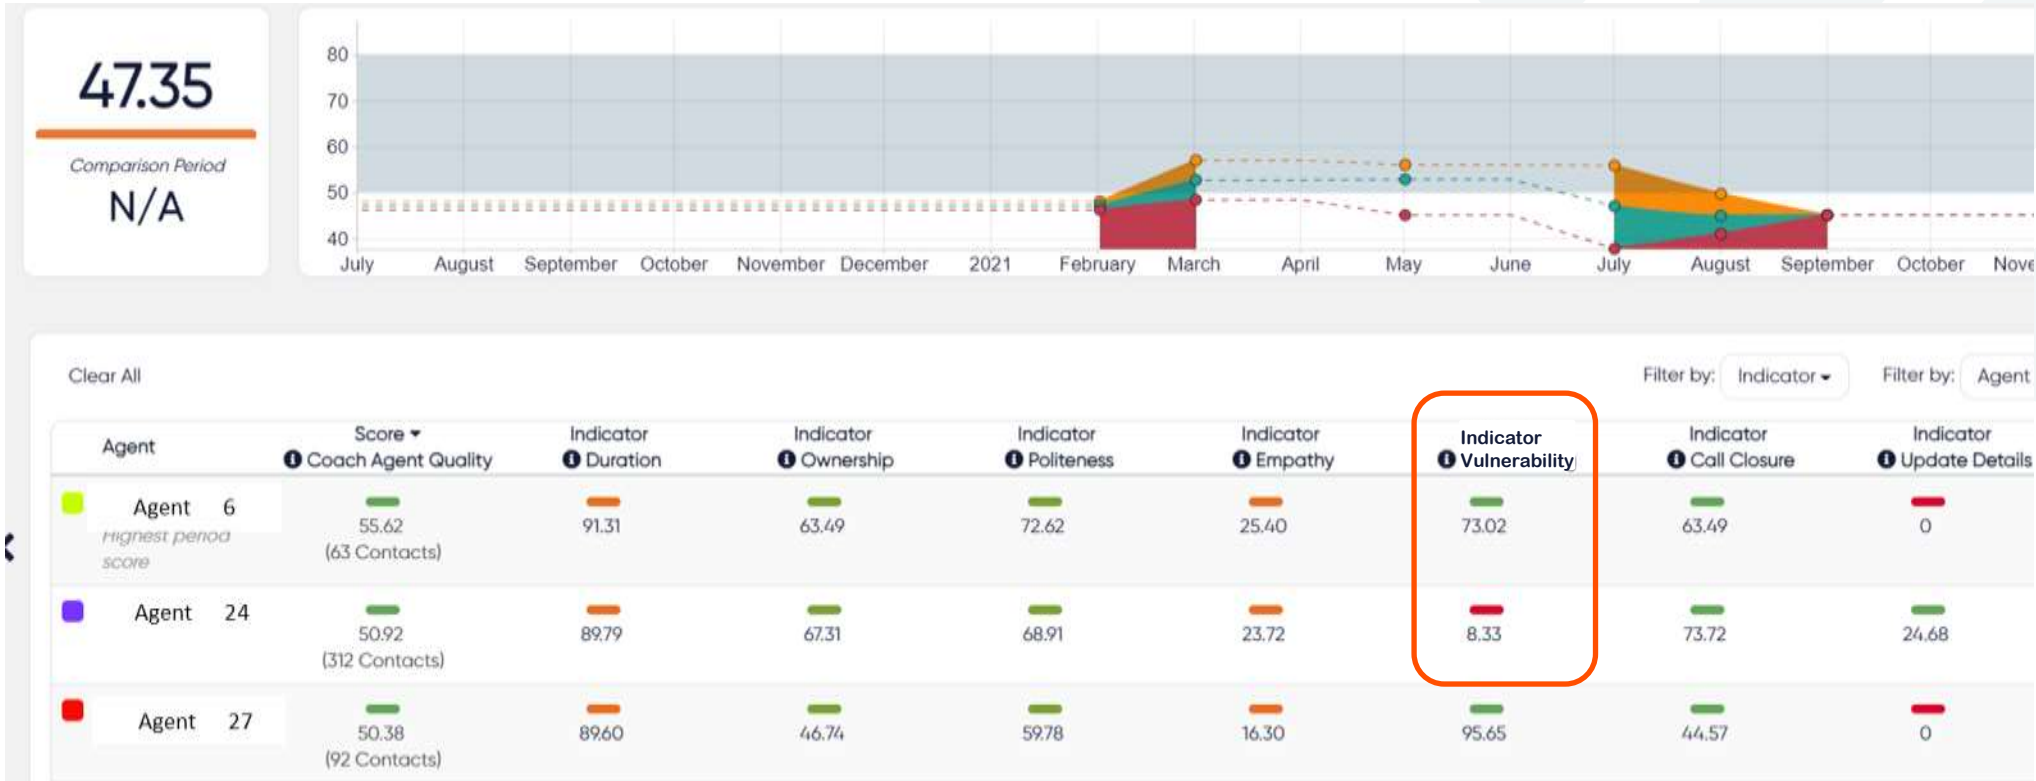 47.35
Comparison Period
N/A
80
70
60
50
40
July August September October November December 2021 February March April May June July August September October Nove
Clear All
Filter by: Indicator Filter by: Agent
Agent
Score
Coach Agent Quality
Indicator
Duration
Indicator
Ownership
Indicator
Politeness
Indicator
Empathy
Indicator
Vulnerability
Indicator
Call Closure
Indicator
Update Details
Agent 6
Highest period
score
55.62
(63 Contacts)
91.31
63.49
72.62
25.40
73.02
63.49
0
Agent 24
50.92
(312 Contacts)
89.79
67.31
68.91
23.72
8.33
73.72
24.68
Agent 27
50.38
(92 Contacts)
89.60
46.74
59.78
16.30
95.65
44.57
0